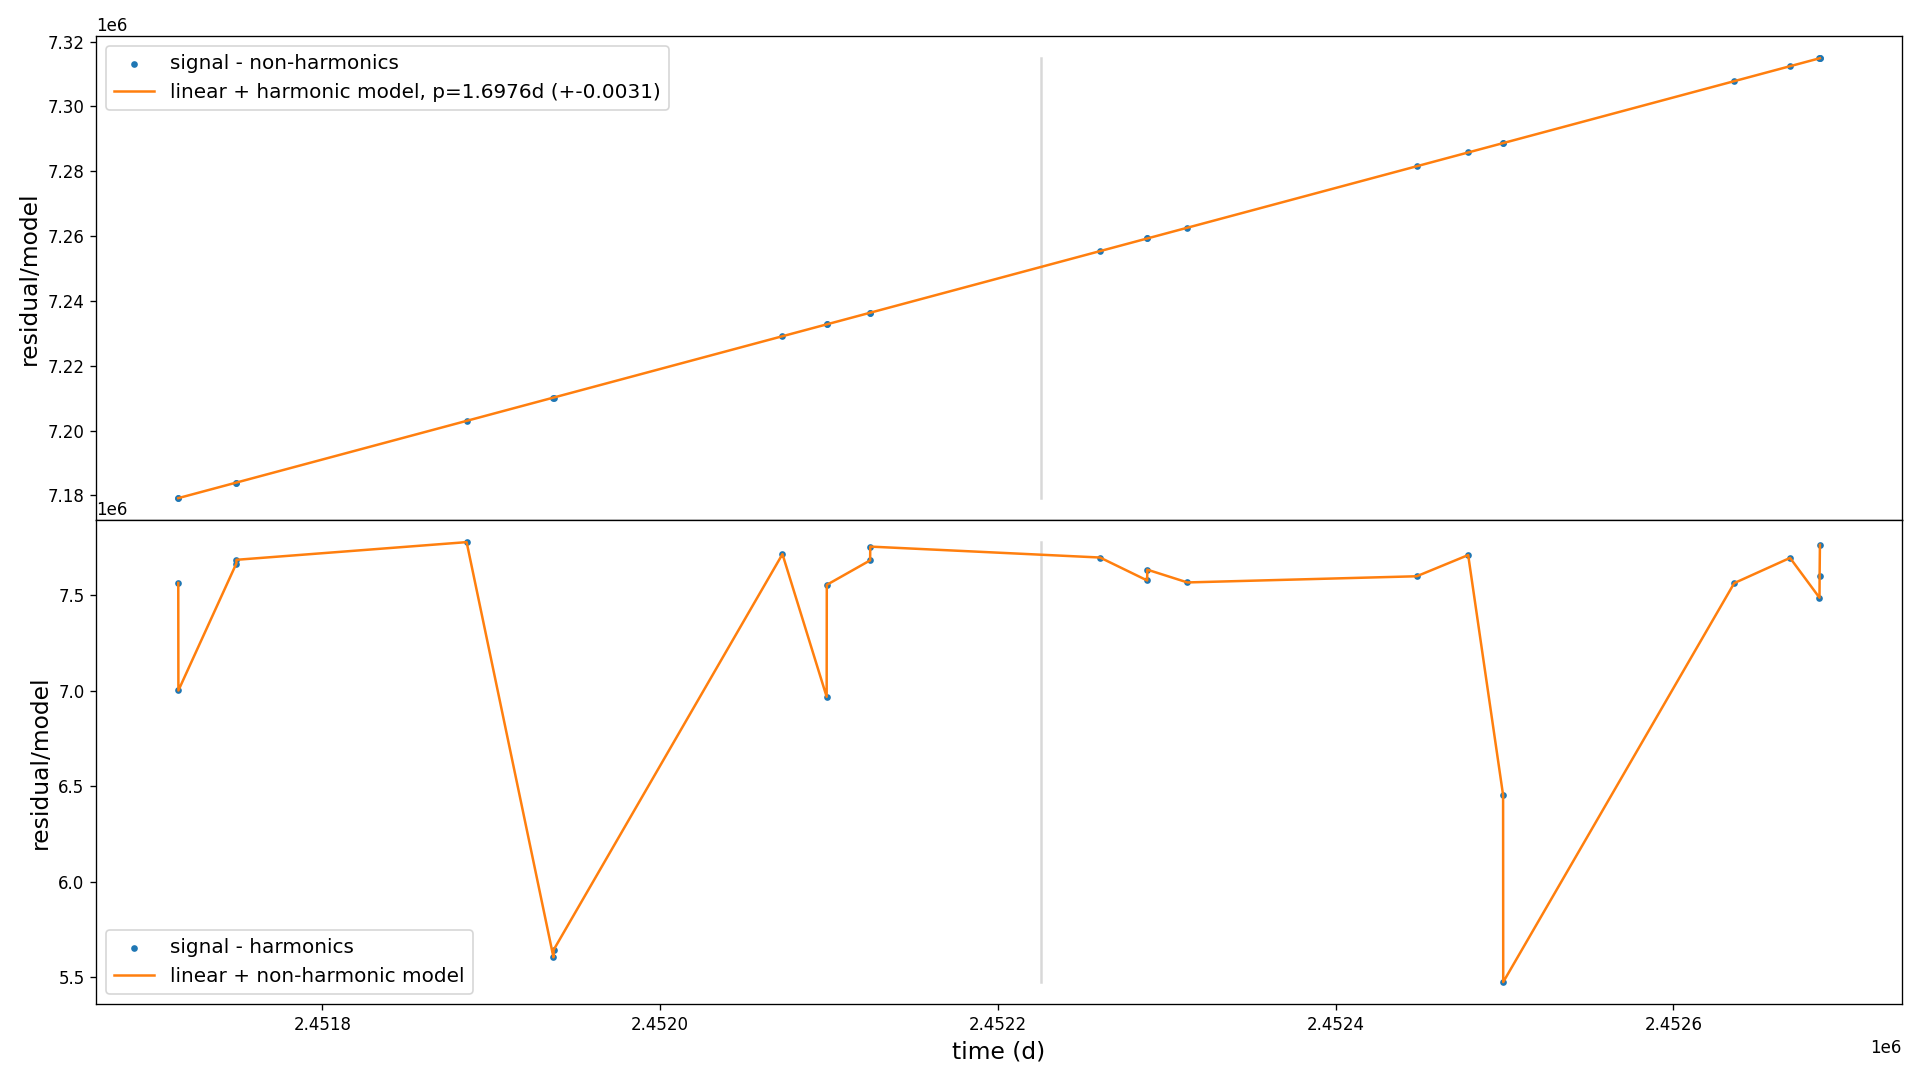 1e6
7.32
signal - non-harmonics
linear + harmonic model, p=1.6976d (+-0.0031)
7.30
7.28
7.26
7.24
7.22
7.20
7.18
residual/model
1e6
7.5
7.0
6.5
6.0
5.5
residual/model
signal - harmonics
linear + non-harmonic model
2.4518
2.4520
2.4522
2.4524
2.4526
time (d)
1e6